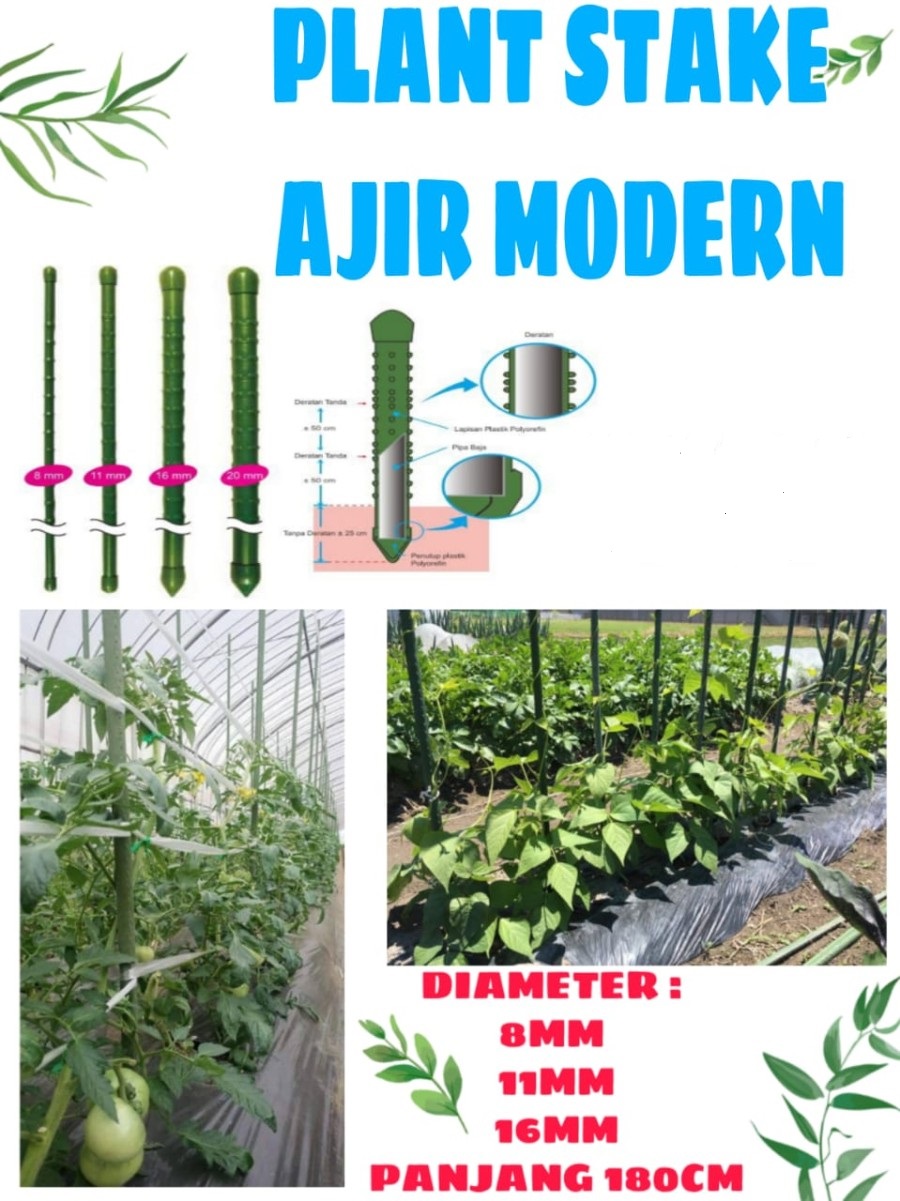 PLANT STAKE
AJIR MODERN
8 mm
11 mm
16 mm
20 mm
Deratan
Deratan Tanda
± 50 cm
Lapisan Plastik Polyorefin
Pipa Baja
Deratan Tanda
± 50 cm
Tanpa Deratan ± 25 cm
Penutup plastik
Polyorefin
DIAMETER :
8MM
11MM
16MM
PANJANG 180CM